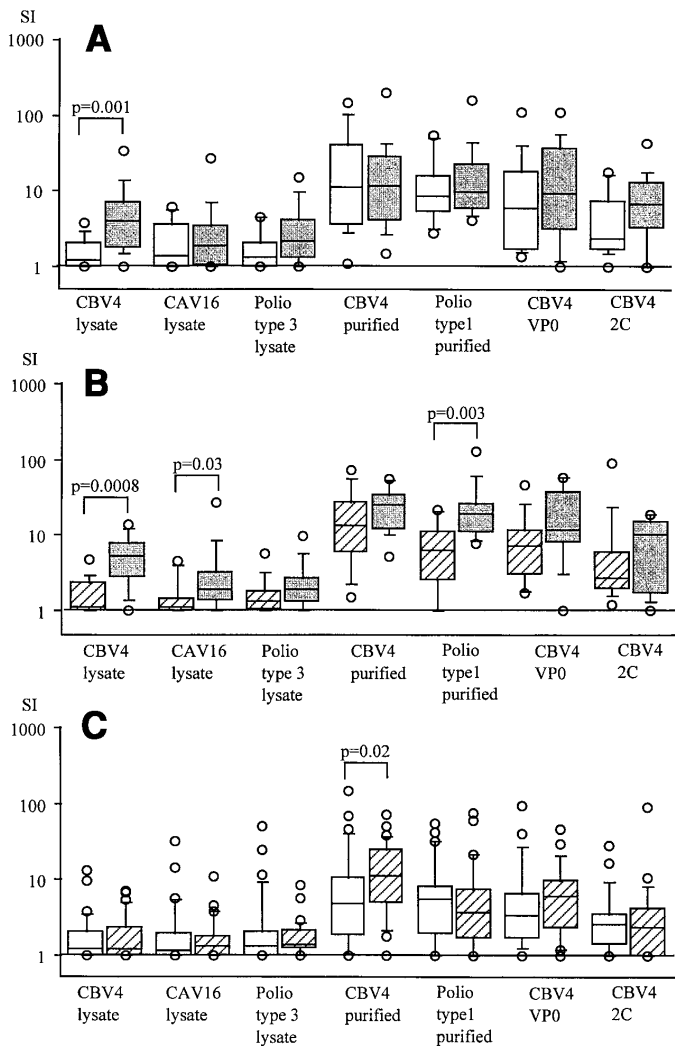 SI
A
1000
100
10
1
p=0.001
CBV4 lysate
CAV16 lysate
Polio type 3 lysate
CBV4 purified
Polio type1 purified
CBV4 VP0
CBV4 2C
SI
B
1000
100
10
1
p=0.0008
p=0.03
p=0.003
CBV4 lysate
CAV16 lysate
Polio type 3 lysate
CBV4 purified
Polio type1 purified
CBV4 VP0
CBV4 2C
SI
C
1000
100
10
1
p=0.02
CBV4 lysate
CAV16 lysate
Polio type 3 lysate
CBV4 purified
Polio type1 purified
CBV4 VP0
CBV4 2C